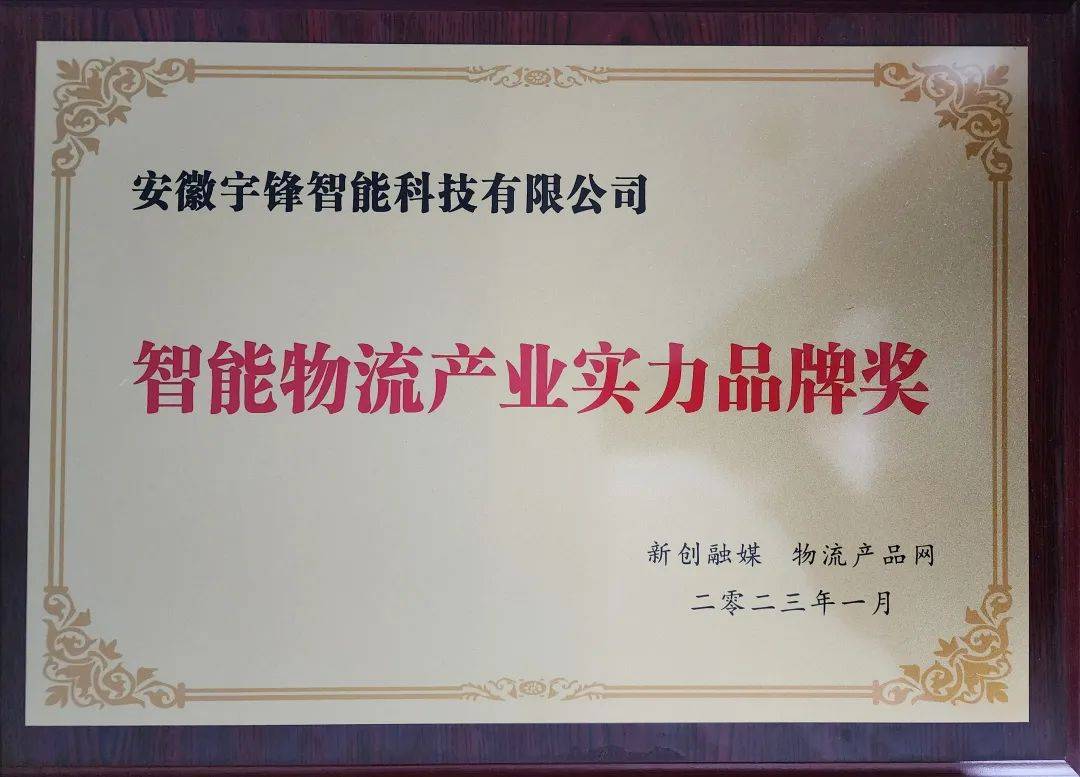 安徽宇锋智能科技有限公司
智能物流产业实力品牌奖
新创融媒 物流产品网
二零二三年一月